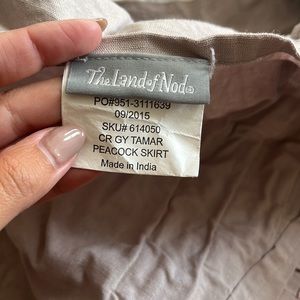 The Land of Nod®
PO#951-3111639
09/2015
SKU# 614050
CR GY TAMAR
PEACOCK SKIRT
Made in India